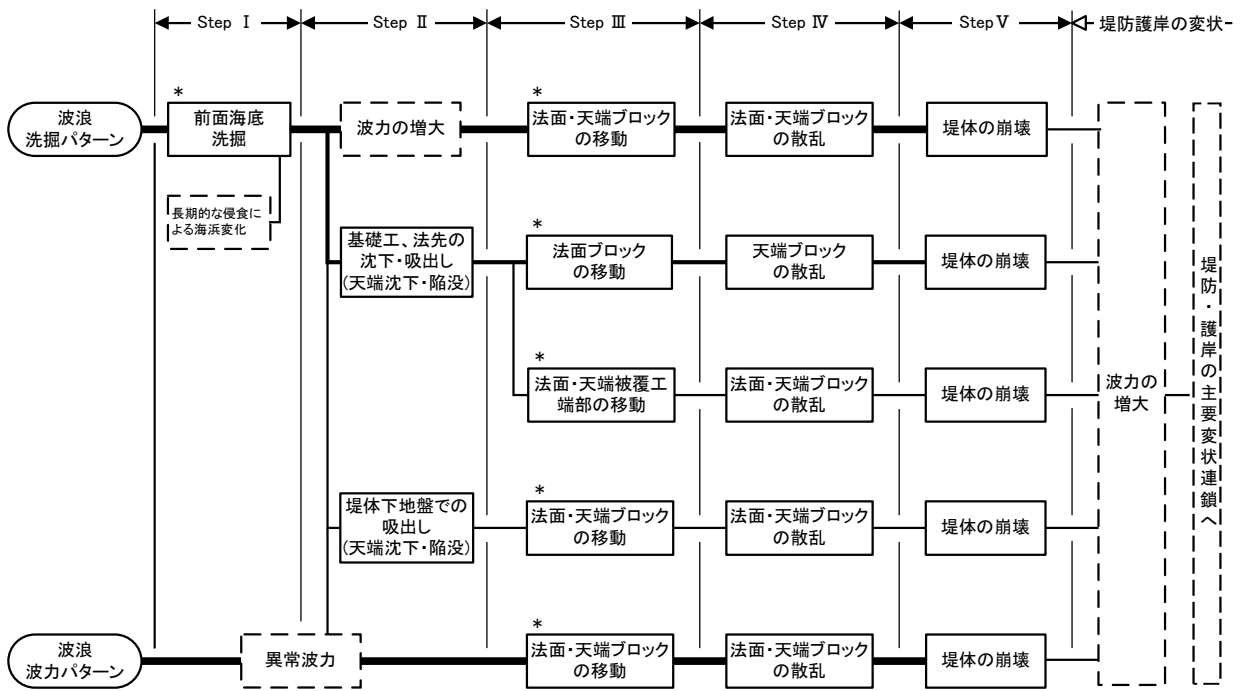 Step Ⅰ
Step Ⅱ
Step Ⅲ
Step Ⅳ
Step Ⅴ
堤防護岸の変状
波浪
洗掘パターン
*
前面海底
洗掘
波力の増大
*
法面・天端ブロック
の移動
法面・天端ブロック
の散乱
堤体の崩壊
長期的な侵食に
よる海浜変化
基礎工、法先の
沈下・吸出し
(天端沈下・陥没)
*
法面ブロック
の移動
天端ブロック
の散乱
堤体の崩壊
*
法面・天端被覆工
端部の移動
法面・天端ブロック
の散乱
堤体の崩壊
波力の
増大
堤防・護岸の主要変状連鎖へ
堤体下地盤での
吸出し
(天端沈下・陥没)
*
法面・天端ブロック
の移動
法面・天端ブロック
の散乱
堤体の崩壊
波浪
波力パターン
異常波力
*
法面・天端ブロック
の移動
法面・天端ブロック
の散乱
堤体の崩壊